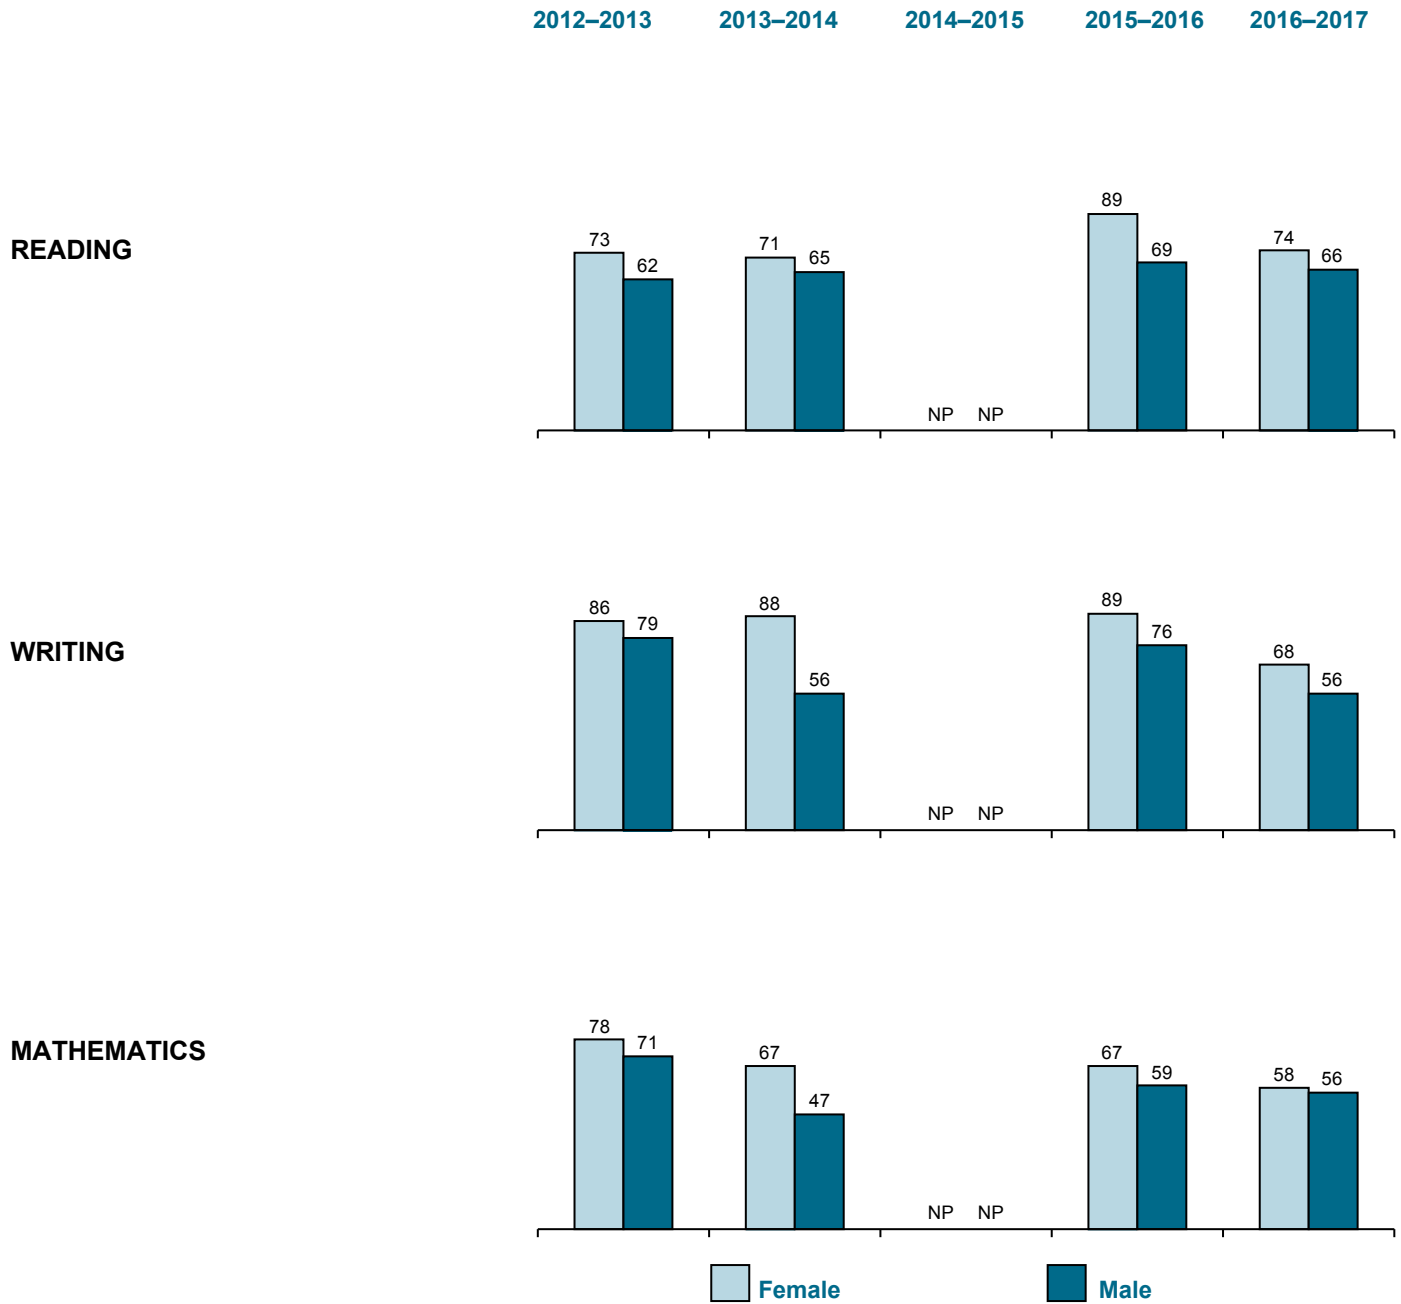 2012–2013 2013–2014 2014–2015 2015–2016 2016–2017
READING
73 62 71 65 NP NP 89 69 74 66
WRITING
86 79 88 56 NP NP 89 76 68 56
MATHEMATICS
78 71 67 47 NP NP 67 59 58 56
Female Male